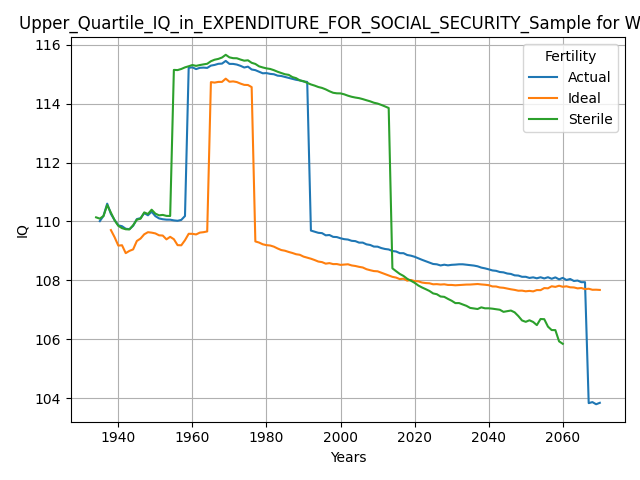 Upper_Quartile_IQ_in_EXPENDITURE_FOR_SOCIAL_SECURITY_Sample for W
116
114
112
110
108
106
104
IQ
Fertility
Actual
Ideal
Sterile
1940 1960 1980 2000 2020 2040 2060
Years